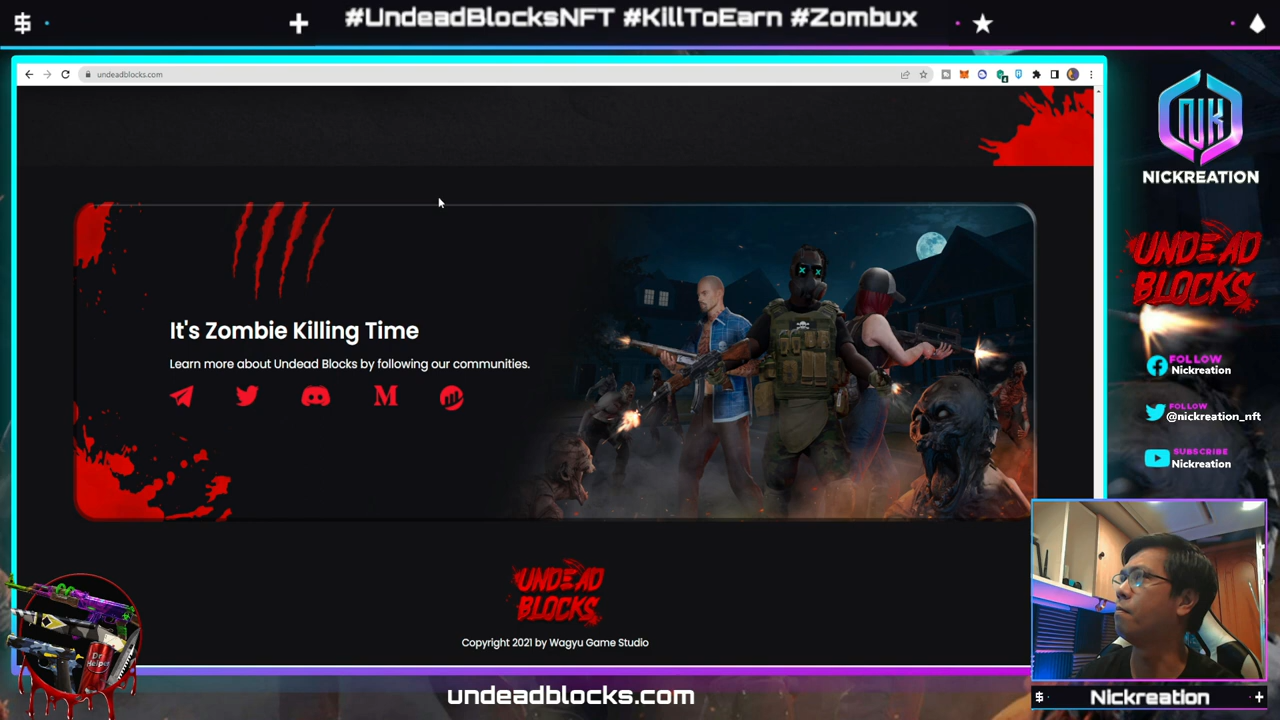 #UndeadBlocksNFT #KillToEarn #Zombux
undeadblocks.com
NICKREATION
UNDEAD
BLOCKS
It's Zombie Killing Time
Learn more about Undead Blocks by following our communities.
FOLLOW
Nickreation
FOLLOW
@nickreation_nft
SUBSCRIBE
Nickreation
UNDEAD
BLOCKS
Copyright 2021 by Wagyu Game Studio
Dr.
Helper
undeadblocks.com
Nickreation